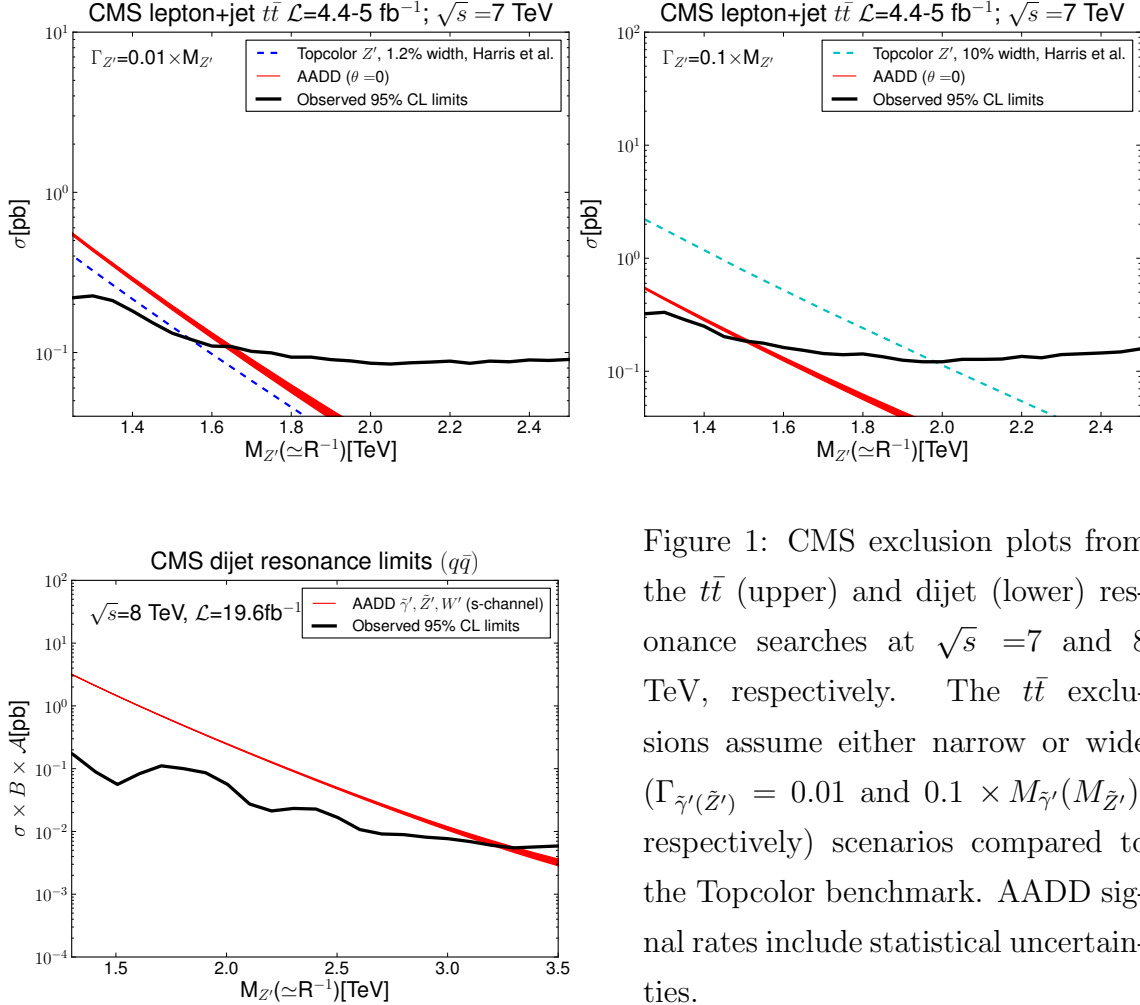 CMS lepton+jet tt̄ ℒ=4.4-5 fb⁻¹; √s =7 TeV
Γ_Z′=0.01×M_Z′
Topcolor Z′, 1.2% width, Harris et al.
AADD (θ =0)
Observed 95% CL limits
10¹
10⁰
10⁻¹
σ[pb]
1.4 1.6 1.8 2.0 2.2 2.4
M_Z′(≃R⁻¹)[TeV]
CMS lepton+jet tt̄ ℒ=4.4-5 fb⁻¹; √s =7 TeV
Γ_Z′=0.1×M_Z′
Topcolor Z′, 10% width, Harris et al.
AADD (θ =0)
Observed 95% CL limits
10²
10¹
10⁰
10⁻¹
σ[pb]
1.4 1.6 1.8 2.0 2.2 2.4
M_Z′(≃R⁻¹)[TeV]
CMS dijet resonance limits (qq̄)
√s=8 TeV, ℒ=19.6fb⁻¹
AADD γ̃′, Z̃′, W′ (s-channel)
Observed 95% CL limits
10²
10¹
10⁰
10⁻¹
10⁻²
10⁻³
10⁻⁴
σ × B × 𝒜[pb]
1.5 2.0 2.5 3.0 3.5
M_Z′(≃R⁻¹)[TeV]
Figure 1: CMS exclusion plots from
the tt̄ (upper) and dijet (lower) res-
onance searches at √s =7 and 8
TeV, respectively. The tt̄ exclu-
sions assume either narrow or wide
(Γ_γ̃′(Z̃′) = 0.01 and 0.1 × M_γ̃′(M_Z̃′)
respectively) scenarios compared to
the Topcolor benchmark. AADD sig-
nal rates include statistical uncertain-
ties.